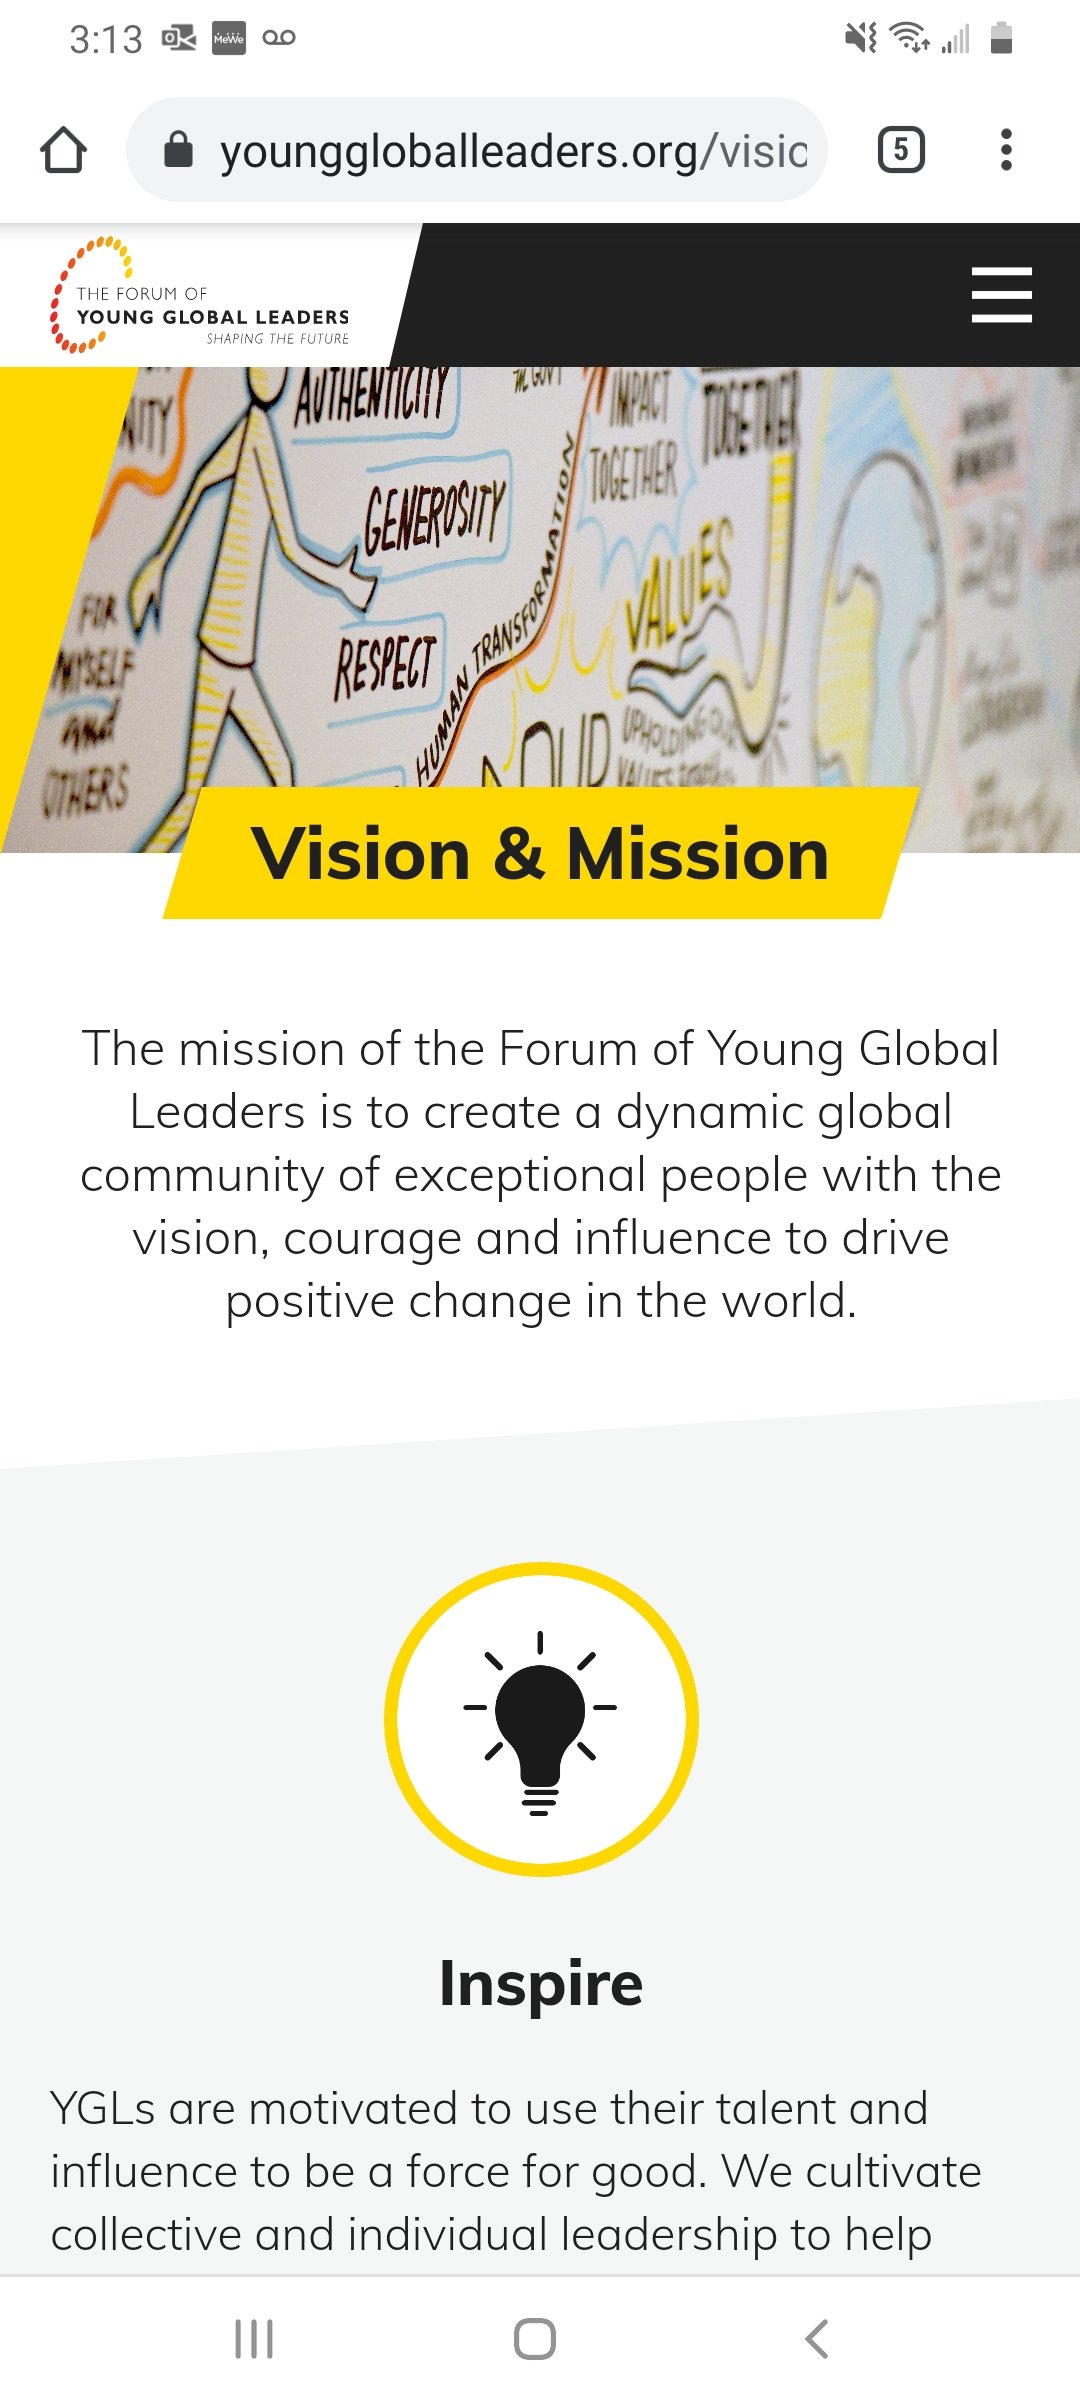 3:13
MeWe
younggloballeaders.org/visio
5
THE FORUM OF
YOUNG GLOBAL LEADERS
SHAPING THE FUTURE
AUTHENTICITY
THE GOVT
IMPACT
TOGETHER
TOGETHER
GENEROSITY
VALUES
FOR
MYSELF
and
OTHERS
RESPECT
HUMAN TRANSFORMATION
UPHOLDING OUR
Vision & Mission
The mission of the Forum of Young Global
Leaders is to create a dynamic global
community of exceptional people with the
vision, courage and influence to drive
positive change in the world.
Inspire
YGLs are motivated to use their talent and
influence to be a force for good. We cultivate
collective and individual leadership to help